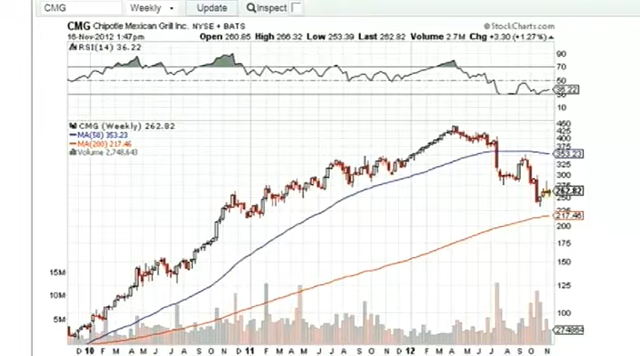 CMG Weekly Update Inspect
CMG Chipotle Mexican Grill Inc. NYSE + BATS © StockCharts.com
16-Nov-2012 1:47pm Open 260.85 High 266.32 Low 253.39 Last 262.82 Volume 2.7M Chg +3.30 (+1.27%)
RSI(14) 36.22
90
70
50
36.22
30
10
CMG (Weekly) 262.82
MA(50) 353.23
MA(200) 217.46
Volume 2,748,643
450
425
400
375
353.23
325
300
275
262.82
250
225
217.46
200
175
150
125
100
15M
10M
5M
10 F M A M J J A S O N D 11 F M A M J J A S O N D 12 F M A M J J A S O